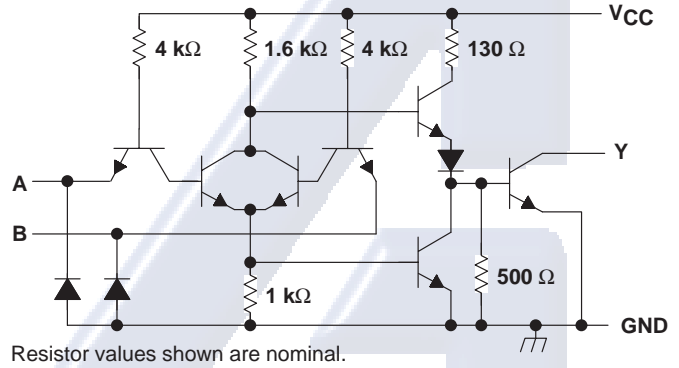 VCC
4 kΩ 1.6 kΩ 4 kΩ 130 Ω
Y
A
B
500 Ω
1 kΩ
GND
Resistor values shown are nominal.